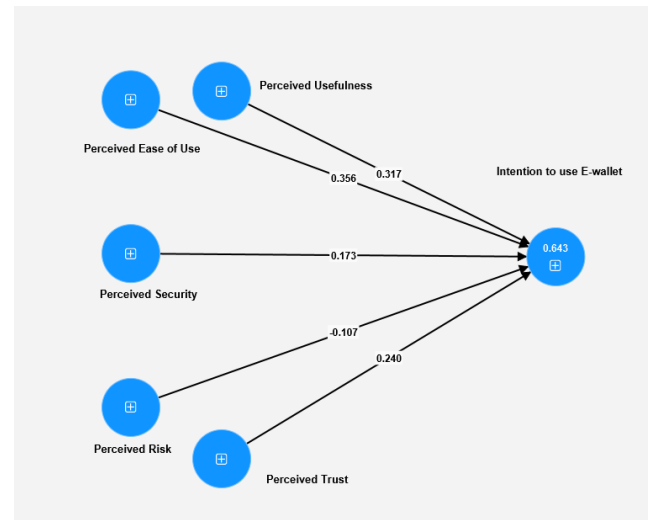 Perceived Usefulness
Perceived Ease of Use
0.317
0.356
Intention to use E-wallet
0.643
0.173
Perceived Security
-0.107
0.240
Perceived Risk
Perceived Trust